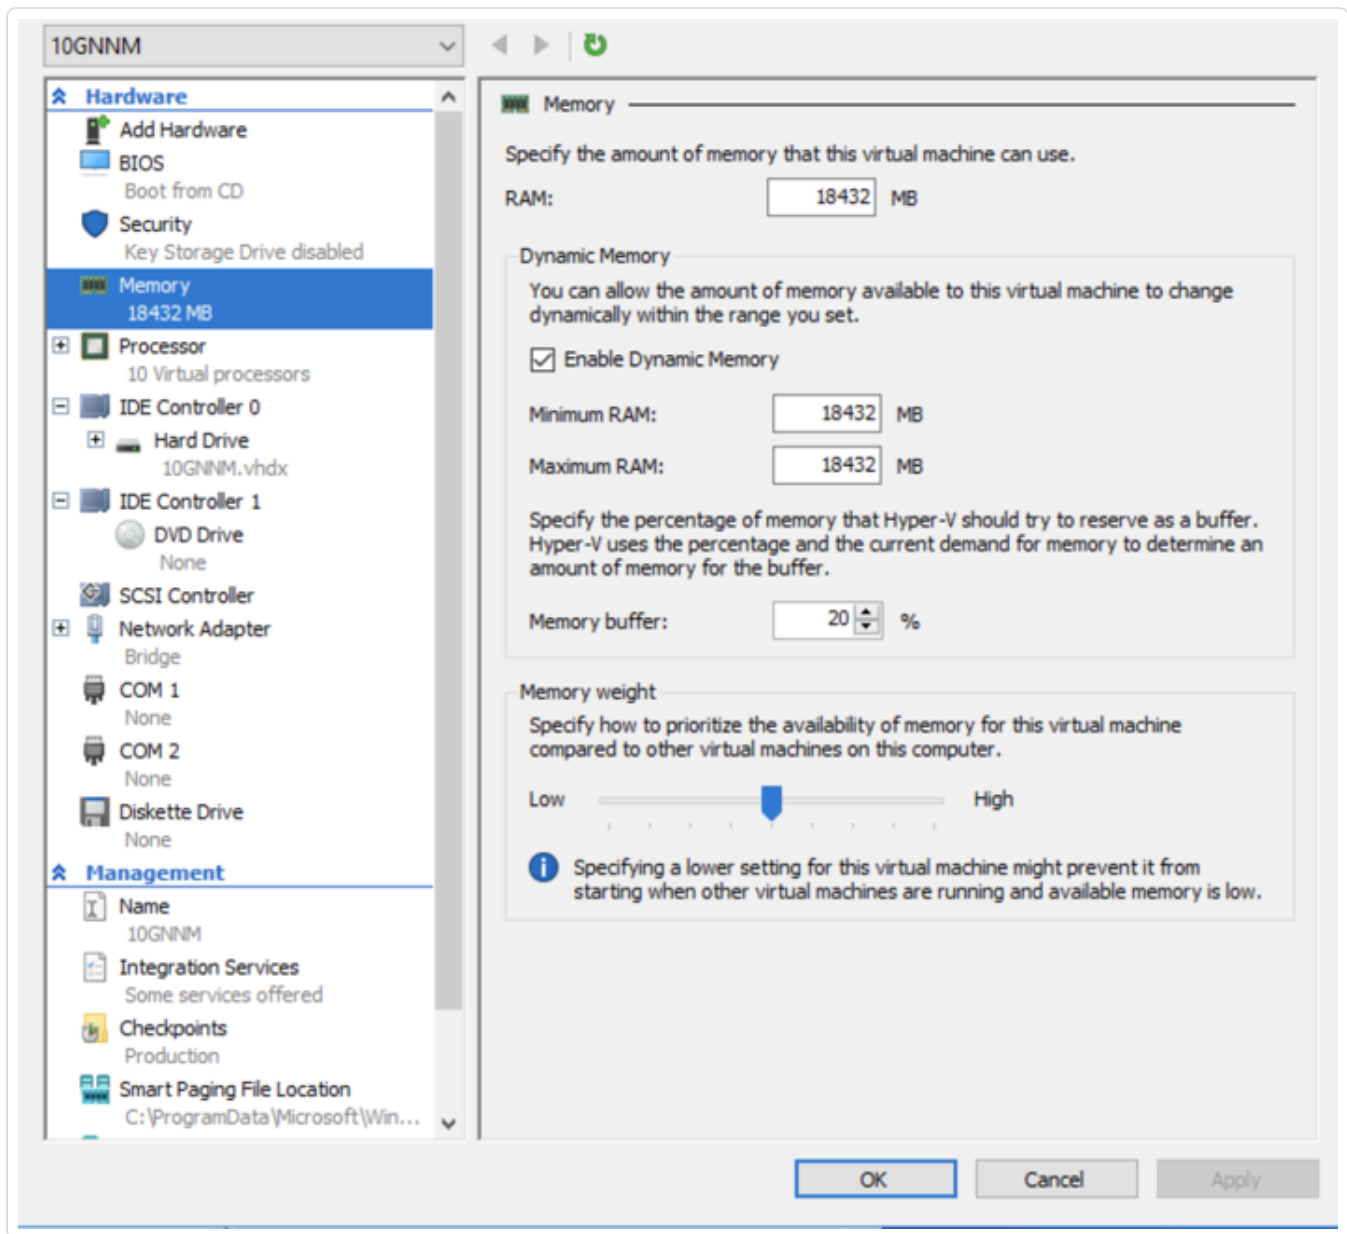 10GNNM
Hardware
Add Hardware
BIOS
Boot from CD
Security
Key Storage Drive disabled
Memory
18432 MB
Processor
10 Virtual processors
IDE Controller 0
Hard Drive
10GNNM.vhdx
IDE Controller 1
DVD Drive
None
SCSI Controller
Network Adapter
Bridge
COM 1
None
COM 2
None
Diskette Drive
None
Management
Name
10GNNM
Integration Services
Some services offered
Checkpoints
Production
Smart Paging File Location
C:\ProgramData\Microsoft\Win...
Memory
Specify the amount of memory that this virtual machine can use.
RAM: 18432 MB
Dynamic Memory
You can allow the amount of memory available to this virtual machine to change
dynamically within the range you set.
Enable Dynamic Memory
Minimum RAM: 18432 MB
Maximum RAM: 18432 MB
Specify the percentage of memory that Hyper-V should try to reserve as a buffer.
Hyper-V uses the percentage and the current demand for memory to determine an
amount of memory for the buffer.
Memory buffer: 20 %
Memory weight
Specify how to prioritize the availability of memory for this virtual machine
compared to other virtual machines on this computer.
Low High
Specifying a lower setting for this virtual machine might prevent it from
starting when other virtual machines are running and available memory is low.
OK Cancel Apply